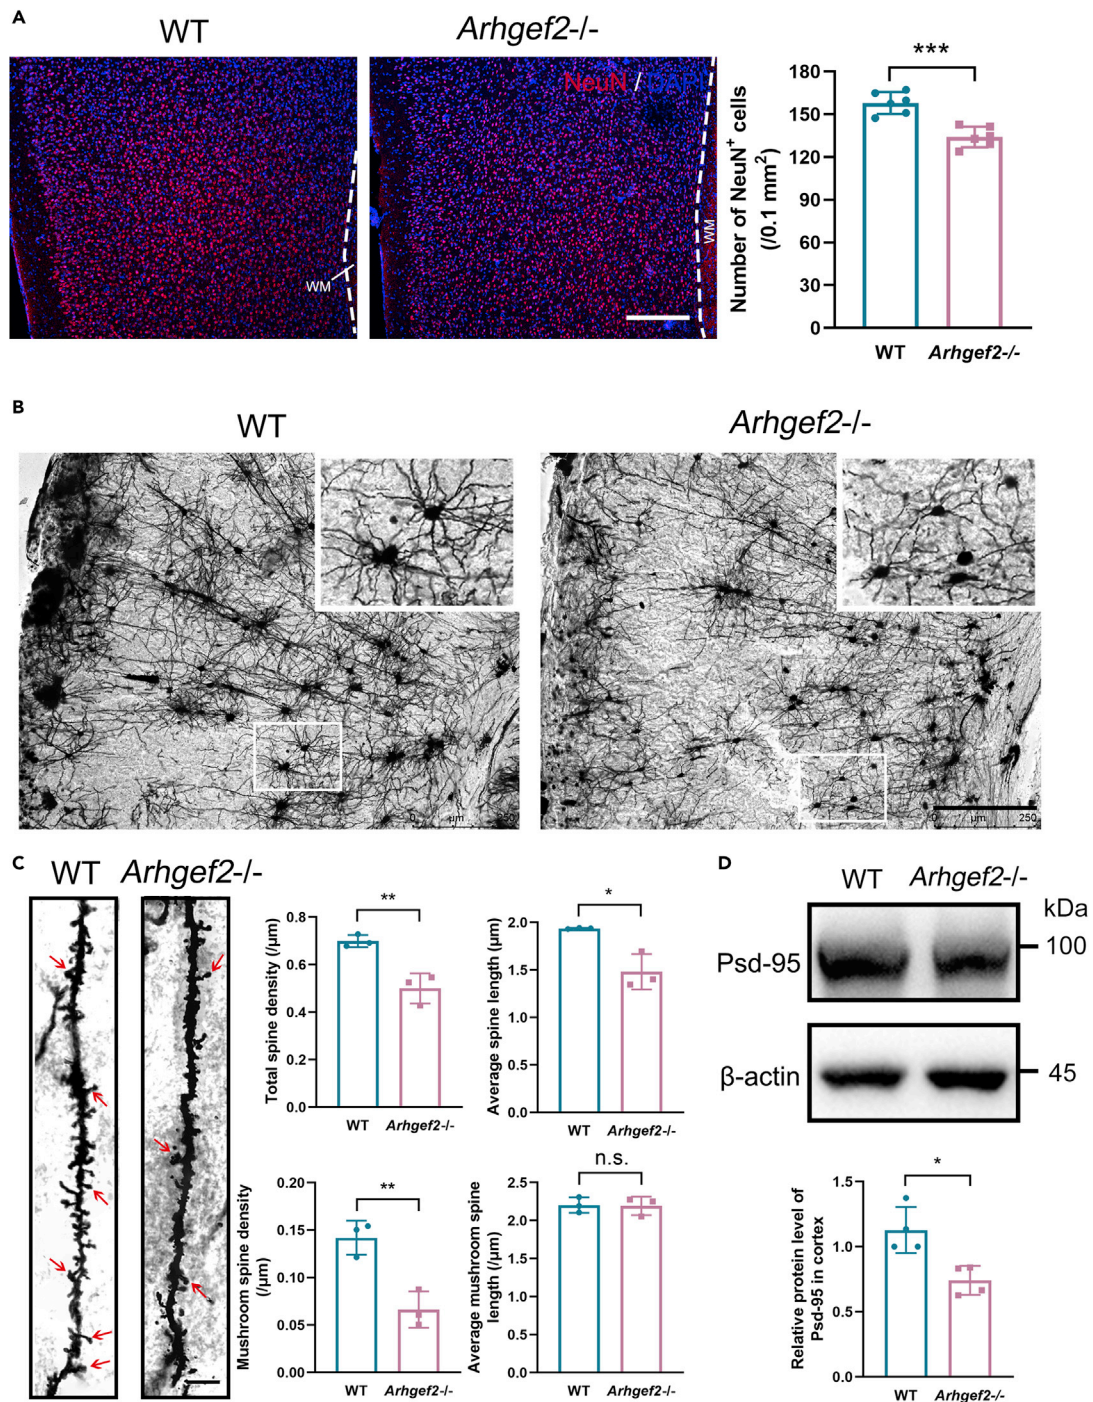 A
WT
Arhgef2-/-
NeuN / DAPI
WM
WM
***
Number of NeuN+ cells
(/0.1 mm²)
180
150
120
90
60
30
0
WT
Arhgef2-/-
B
WT
Arhgef2-/-
0 µm 50
0 µm 250
C
WT
Arhgef2-/-
**
Total spine density (/µm)
0.8
0.6
0.4
0.2
0.0
WT
Arhgef2-/-
*
Average spine length (µm)
2.0
1.5
1.0
0.5
0.0
WT
Arhgef2-/-
**
Mushroom spine density
(/µm)
0.20
0.15
0.10
0.05
0.00
WT
Arhgef2-/-
n.s.
Average mushroom spine
length (/µm)
2.5
2.0
1.5
1.0
0.5
0.0
WT
Arhgef2-/-
D
WT
Arhgef2-/-
kDa
Psd-95
100
β-actin
45
*
Relative protein level of
Psd-95 in cortex
1.5
1.0
0.5
0.0
WT
Arhgef2-/-